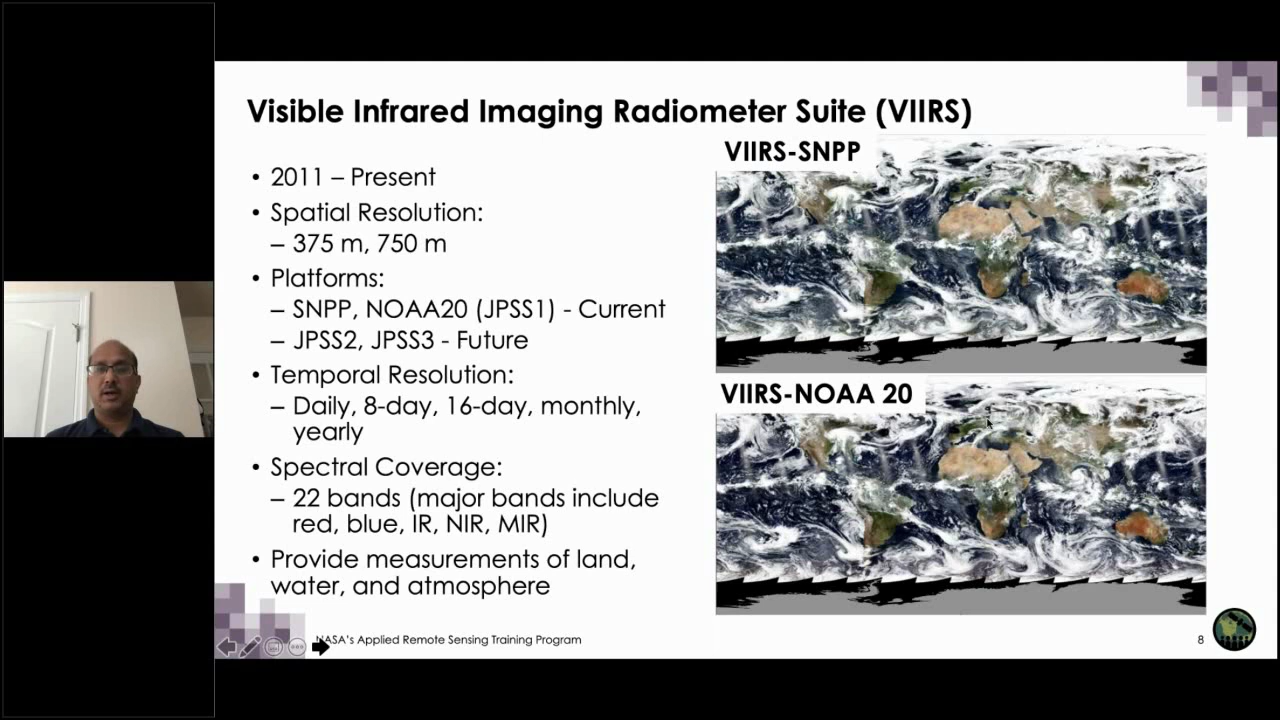 Visible Infrared Imaging Radiometer Suite (VIIRS)
• 2011 – Present
• Spatial Resolution:
– 375 m, 750 m
• Platforms:
– SNPP, NOAA20 (JPSS1) - Current
– JPSS2, JPSS3 - Future
• Temporal Resolution:
– Daily, 8-day, 16-day, monthly,
yearly
• Spectral Coverage:
– 22 bands (major bands include
red, blue, IR, NIR, MIR)
• Provide measurements of land,
water, and atmosphere
VIIRS-SNPP
VIIRS-NOAA 20
NASA's Applied Remote Sensing Training Program
8